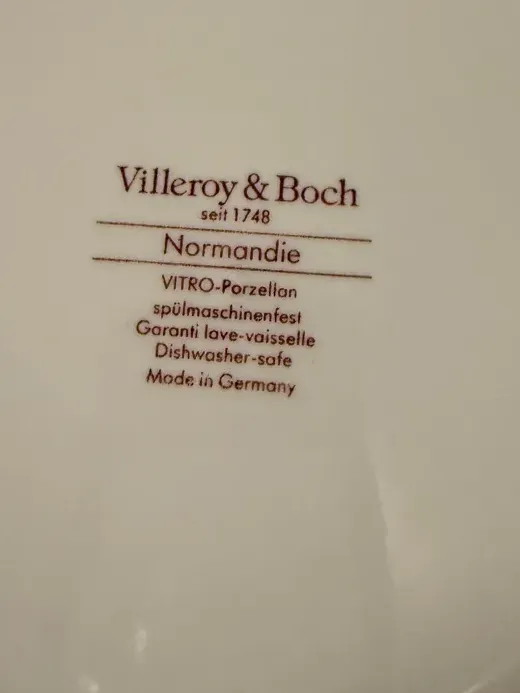 Villeroy & Boch
seit 1748
Normandie
VITRO-Porzellan
spülmaschinenfest
Garanti lave-vaisselle
Dishwasher-safe
Made in Germany